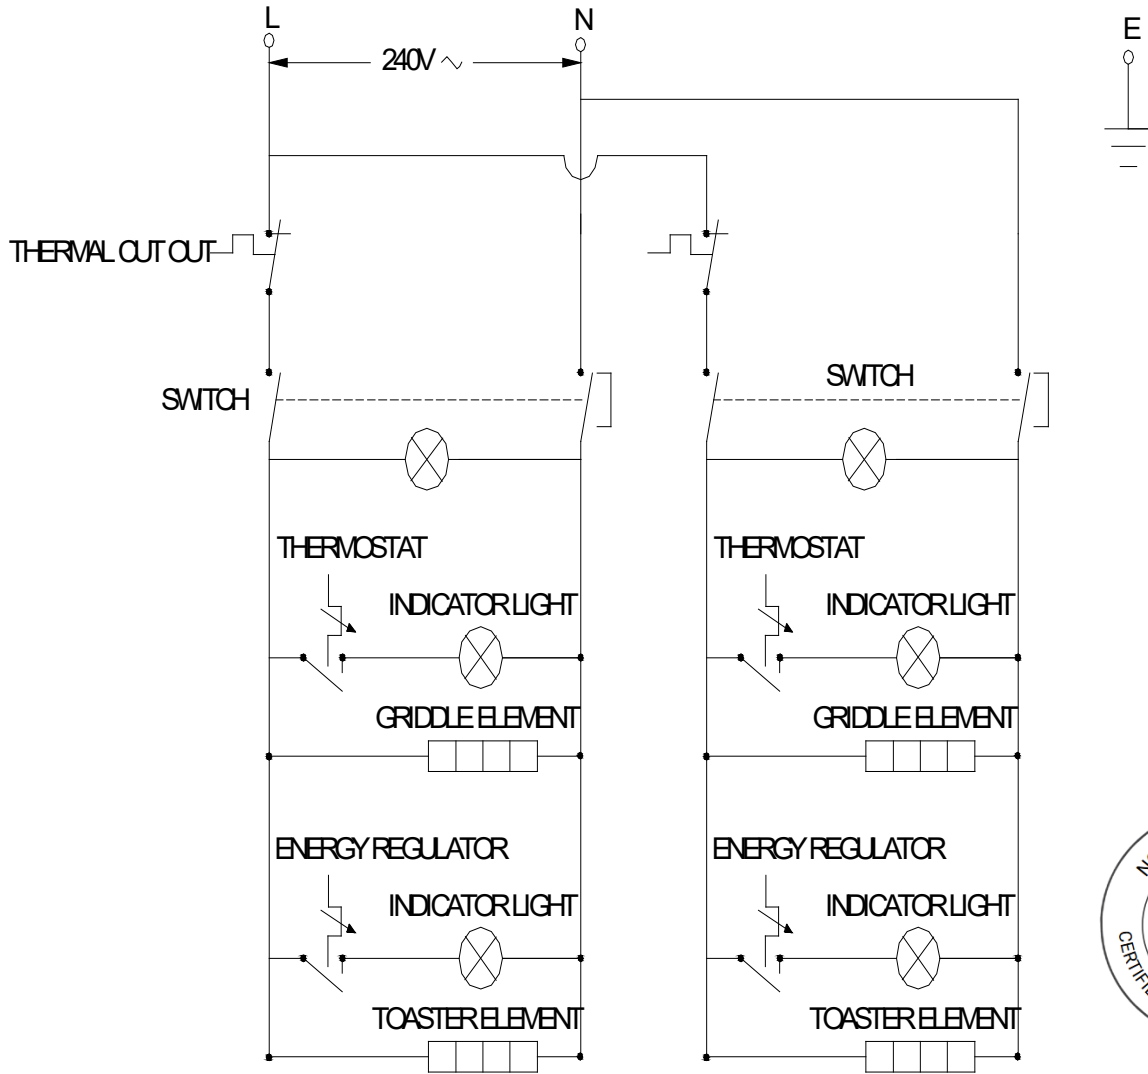 L
N
E
240V ~
THERMAL CUT OUT
SWITCH
SWITCH
THERMOSTAT
THERMOSTAT
INDICATOR LIGHT
INDICATOR LIGHT
GRIDDLE ELEMENT
GRIDDLE ELEMENT
ENERGY REGULATOR
ENERGY REGULATOR
INDICATOR LIGHT
INDICATOR LIGHT
TOASTER ELEMENT
TOASTER ELEMENT